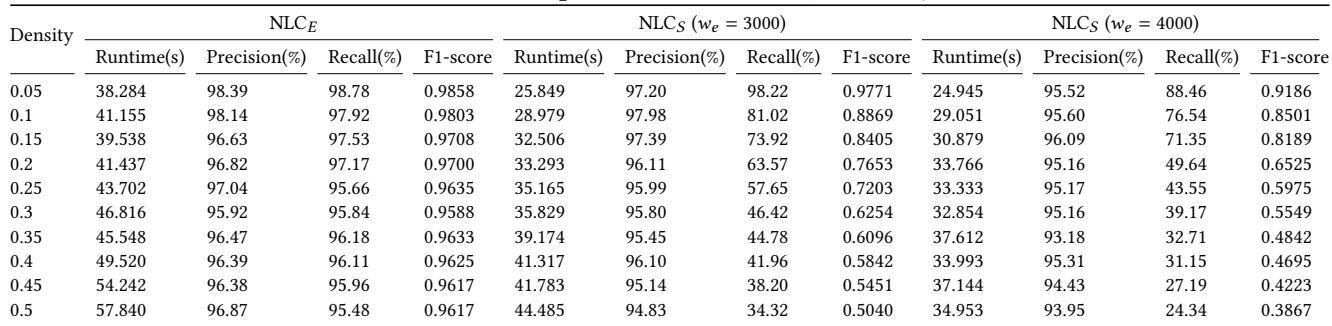 Density NLC_E NLC_S (w_e = 3000) NLC_S (w_e = 4000)
Runtime(s) Precision(%) Recall(%) F1-score Runtime(s) Precision(%) Recall(%) F1-score Runtime(s) Precision(%) Recall(%) F1-score
0.05 38.284 98.39 98.78 0.9858 25.849 97.20 98.22 0.9771 24.945 95.52 88.46 0.9186
0.1 41.155 98.14 97.92 0.9803 28.979 97.98 81.02 0.8869 29.051 95.60 76.54 0.8501
0.15 39.538 96.63 97.53 0.9708 32.506 97.39 73.92 0.8405 30.879 96.09 71.35 0.8189
0.2 41.437 96.82 97.17 0.9700 33.293 96.11 63.57 0.7653 33.766 95.16 49.64 0.6525
0.25 43.702 97.04 95.66 0.9635 35.165 95.99 57.65 0.7203 33.333 95.17 43.55 0.5975
0.3 46.816 95.92 95.84 0.9588 35.829 95.80 46.42 0.6254 32.854 95.16 39.17 0.5549
0.35 45.548 96.47 96.18 0.9633 39.174 95.45 44.78 0.6096 37.612 93.18 32.71 0.4842
0.4 49.520 96.39 96.11 0.9625 41.317 96.10 41.96 0.5842 33.993 95.31 31.15 0.4695
0.45 54.242 96.38 95.96 0.9617 41.783 95.14 38.20 0.5451 37.144 94.43 27.19 0.4223
0.5 57.840 96.87 95.48 0.9617 44.485 94.83 34.32 0.5040 34.953 93.95 24.34 0.3867